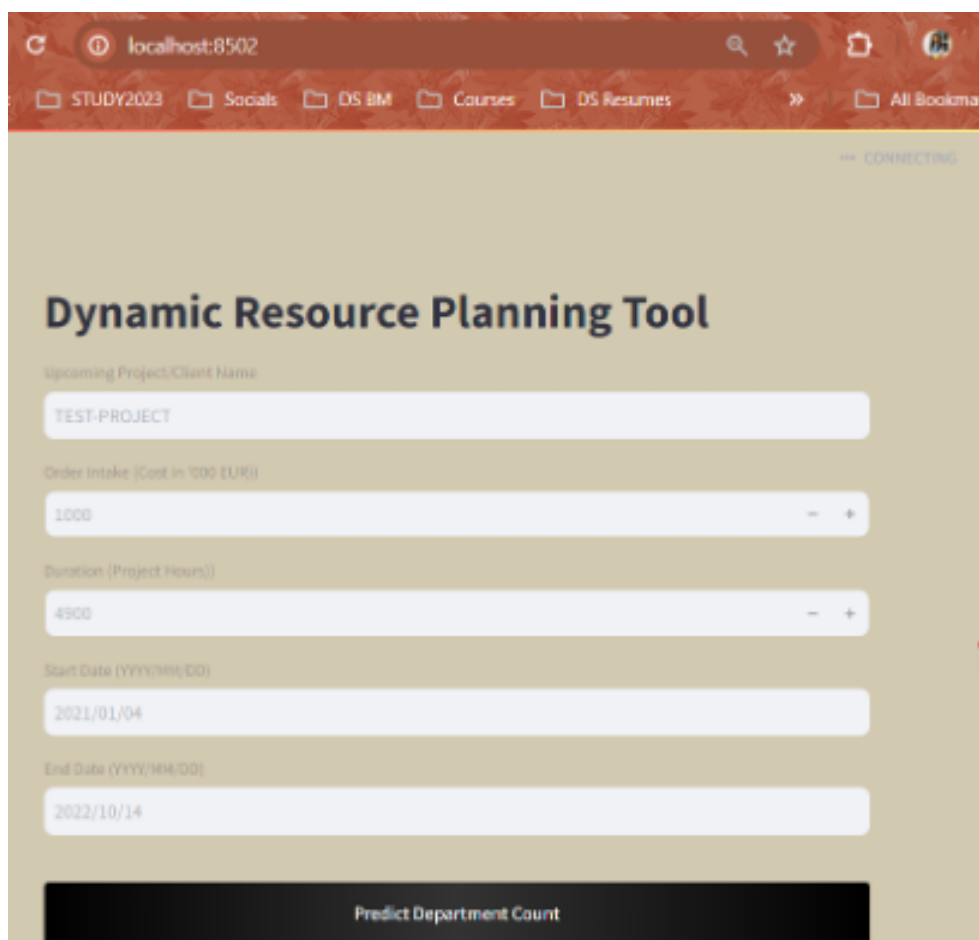 localhost:8502
STUDY2023 Socials DS BM Courses DS Resumes » All Bookma
··· CONNECTING
Dynamic Resource Planning Tool
Upcoming Project/Client Name
TEST-PROJECT
Order Intake (Cost in '000 EUR))
1000 − +
Duration (Project Hours))
4900 − +
Start Date (YYYY/MM/DD)
2021/01/04
End Date (YYYY/MM/DD)
2022/10/14
Predict Department Count